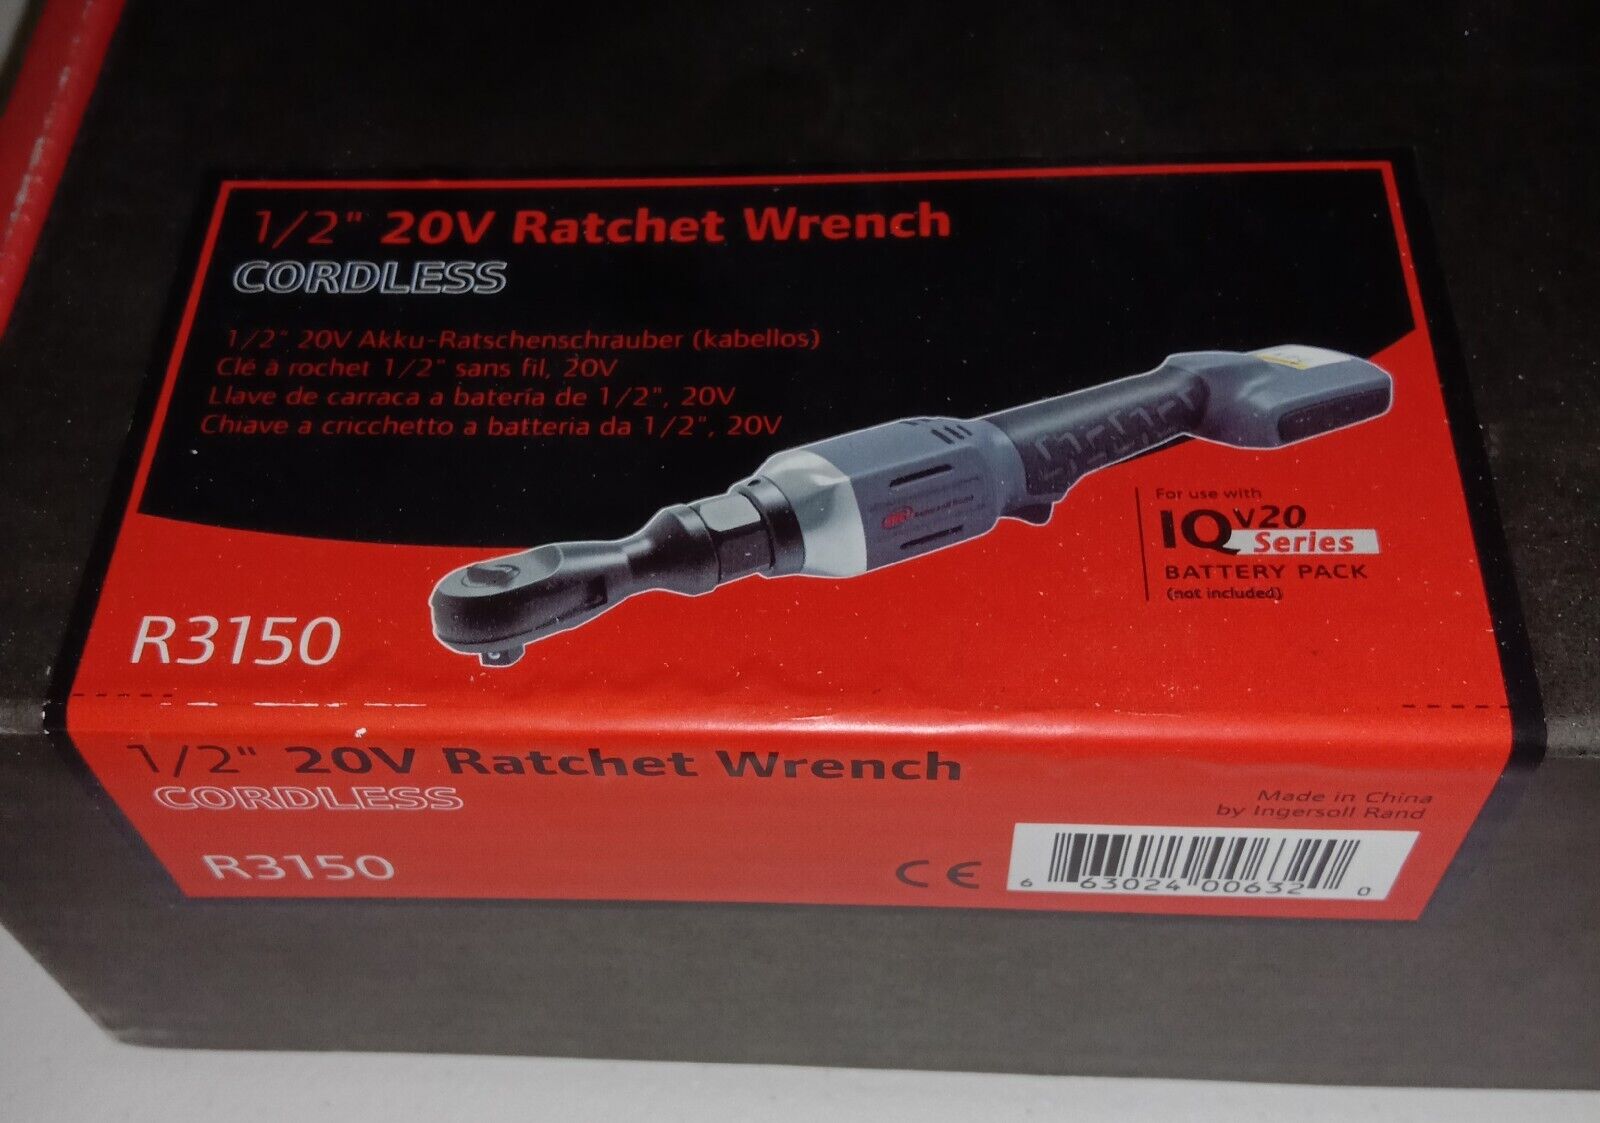 1/2" 20V Ratchet Wrench
CORDLESS
1/2" 20V Akku-Ratschenschrauber (kabellos)
Clé à rochet 1/2" sans fil, 20V
Llave de carraca a batería de 1/2", 20V
Chiave a cricchetto a batteria da 1/2", 20V
Ingersoll Rand
For use with
IQV20
Series
BATTERY PACK
(not included)
R3150
1/2" 20V Ratchet Wrench
CORDLESS
Made in China
by Ingersoll Rand
R3150
CE
6 63024 00632 0